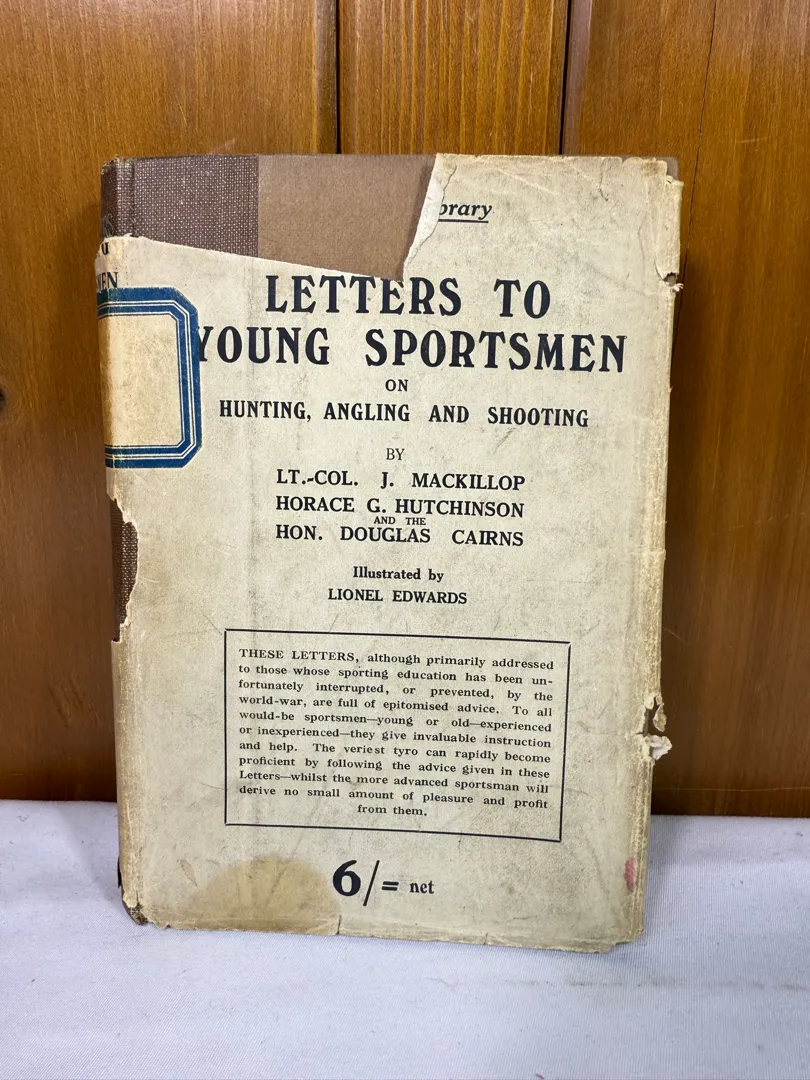 LETTERS TO
YOUNG SPORTSMEN
ON
HUNTING, ANGLING AND SHOOTING
BY
LT.-COL. J. MACKILLOP
HORACE G. HUTCHINSON
AND THE
HON. DOUGLAS CAIRNS
Illustrated by
LIONEL EDWARDS
THESE LETTERS, although primarily addressed
to those whose sporting education has been un-
fortunately interrupted, or prevented, by the
world-war, are full of epitomised advice. To all
would-be sportsmen—young or old—experienced
or inexperienced—they give invaluable instruction
and help. The veriest tyro can rapidly become
proficient by following the advice given in these
Letters—whilst the more advanced sportsman will
derive no small amount of pleasure and profit
from them.
6/= net